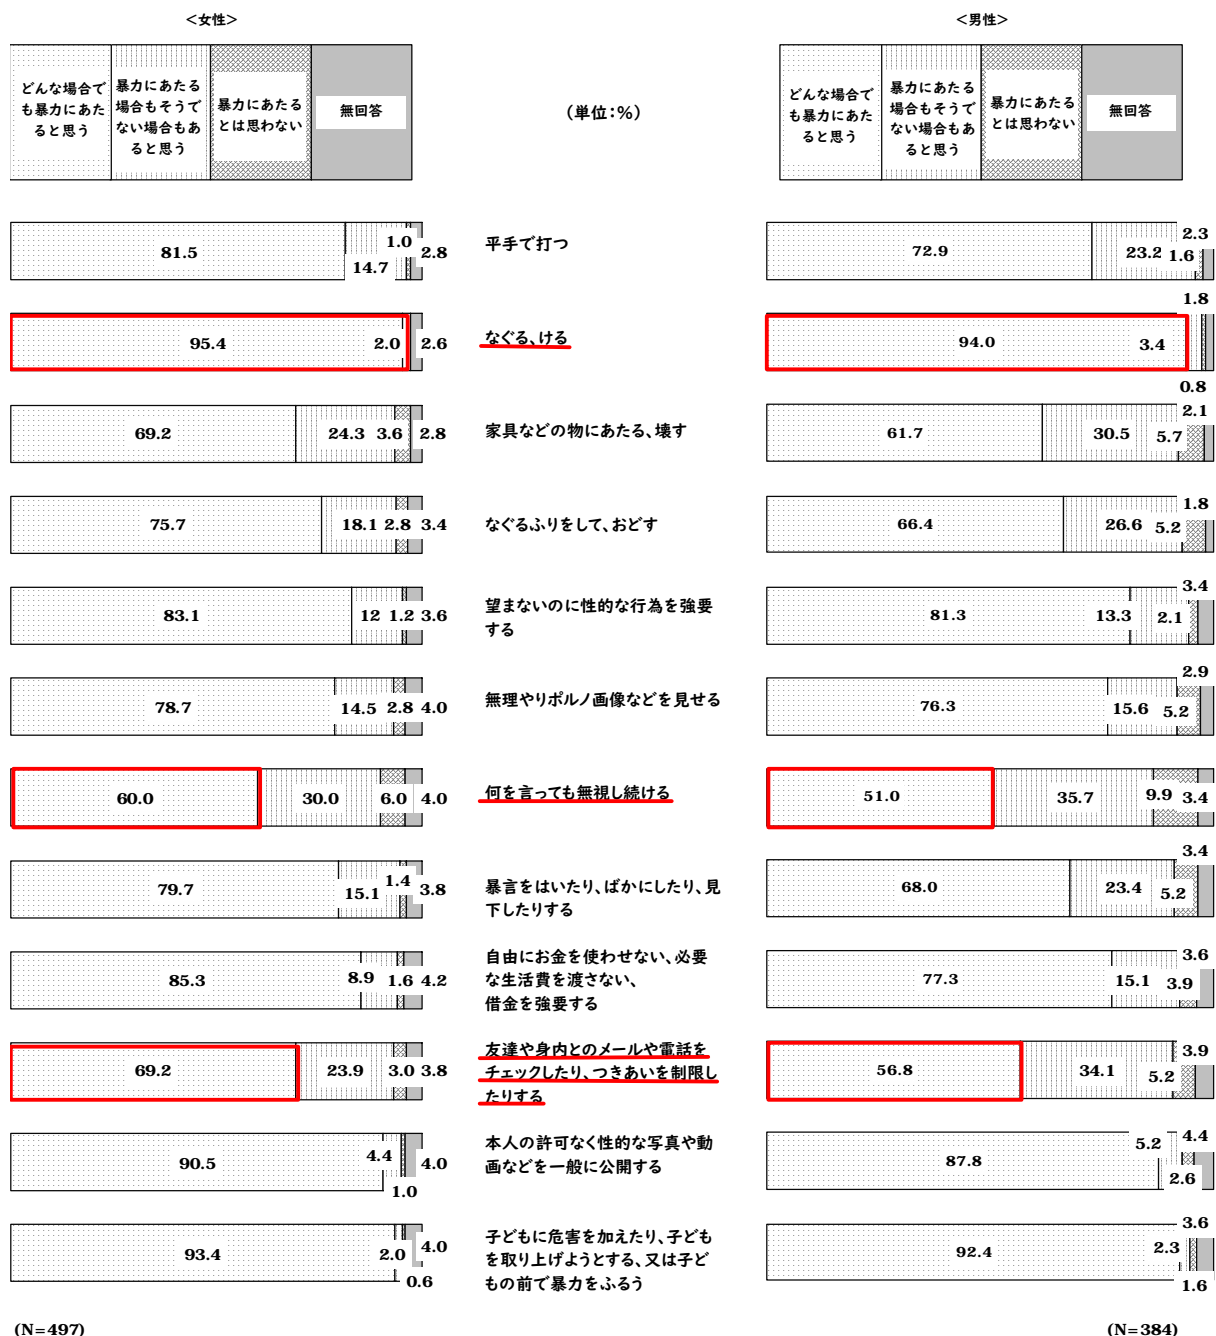 <女性>
<男性>
どんな場合で
も暴力にあた
ると思う
暴力にあたる
場合もそうで
ない場合もあ
ると思う
暴力にあたる
とは思わない
無回答
(単位:%)
どんな場合で
も暴力にあた
ると思う
暴力にあたる
場合もそうで
ない場合もあ
ると思う
暴力にあたる
とは思わない
無回答
81.5
14.7
1.0
2.8
平手で打つ
72.9
23.2
1.6
2.3
95.4
2.0
2.6
なぐる、ける
94.0
3.4
1.8
0.8
69.2
24.3
3.6
2.8
家具などの物にあたる、壊す
61.7
30.5
5.7
2.1
75.7
18.1
2.8
3.4
なぐるふりをして、おどす
66.4
26.6
5.2
1.8
83.1
12
1.2
3.6
望まないのに性的な行為を強要
する
81.3
13.3
2.1
3.4
78.7
14.5
2.8
4.0
無理やりポルノ画像などを見せる
76.3
15.6
5.2
2.9
60.0
30.0
6.0
4.0
何を言っても無視し続ける
51.0
35.7
9.9
3.4
79.7
15.1
1.4
3.8
暴言をはいたり、ばかにしたり、見
下したりする
68.0
23.4
5.2
3.4
85.3
8.9
1.6
4.2
自由にお金を使わせない、必要
な生活費を渡さない、
借金を強要する
77.3
15.1
3.9
3.6
69.2
23.9
3.0
3.8
友達や身内とのメールや電話を
チェックしたり、つきあいを制限し
たりする
56.8
34.1
5.2
3.9
90.5
4.4
1.0
4.0
本人の許可なく性的な写真や動
画などを一般に公開する
87.8
5.2
2.6
4.4
93.4
2.0
0.6
4.0
子どもに危害を加えたり、子ども
を取り上げようとする、又は子ど
もの前で暴力をふるう
92.4
2.3
1.6
3.6
(N=497)
(N=384)